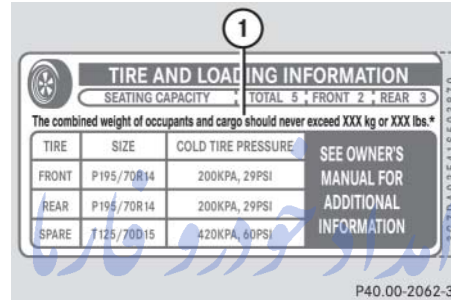 1
TIRE AND LOADING INFORMATION
SEATING CAPACITY TOTAL 5 FRONT 2 REAR 3
The combined weight of occupants and cargo should never exceed XXX kg or XXX lbs.*
TIRE SIZE COLD TIRE PRESSURE SEE OWNER'S MANUAL FOR ADDITIONAL INFORMATION
FRONT P195/70R14 200KPA, 29PSI
REAR P195/70R14 200KPA, 29PSI
SPARE T125/70D15 420KPA, 60PSI
امداد خودرو فارما
P40.00-2062-3